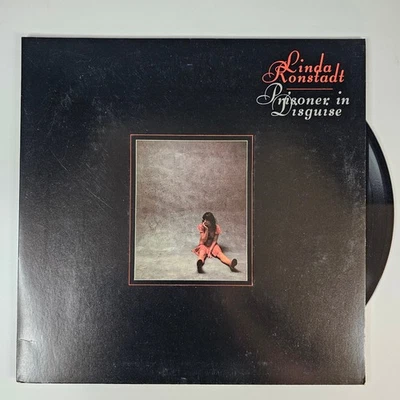 Linda
Ronstadt
Prisoner in
Disguise